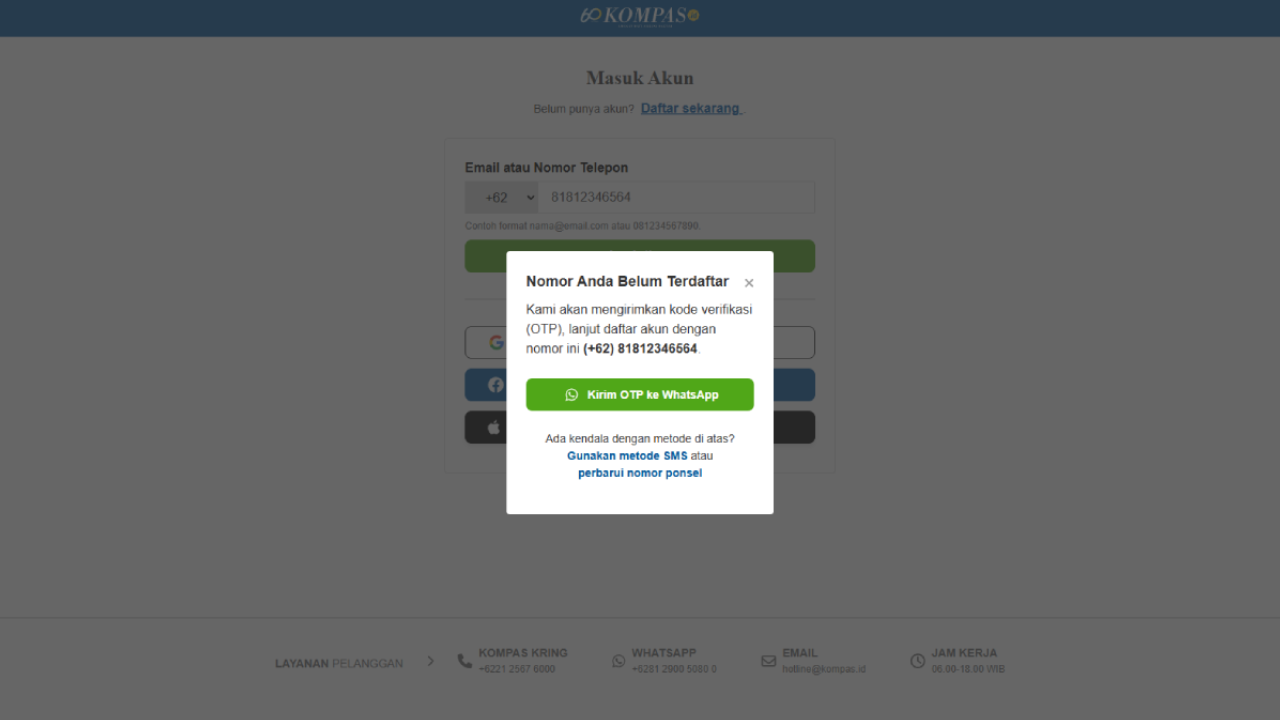 60 KOMPAS
Masuk Akun
Belum punya akun? Daftar sekarang .
Email atau Nomor Telepon
+62 81812346564
Contoh format nama@email.com atau 081234567890
Nomor Anda Belum Terdaftar ×
Kami akan mengirimkan kode verifikasi
(OTP), lanjut daftar akun dengan
nomor ini (+62) 81812346564.
Kirim OTP ke WhatsApp
Ada kendala dengan metode di atas?
Gunakan metode SMS atau
perbarui nomor ponsel
LAYANAN PELANGGAN
KOMPAS KRING
+6221 2567 6000
WHATSAPP
+6281 2900 5080 0
EMAIL
hotline@kompas.id
JAM KERJA
06.00-18.00 WIB